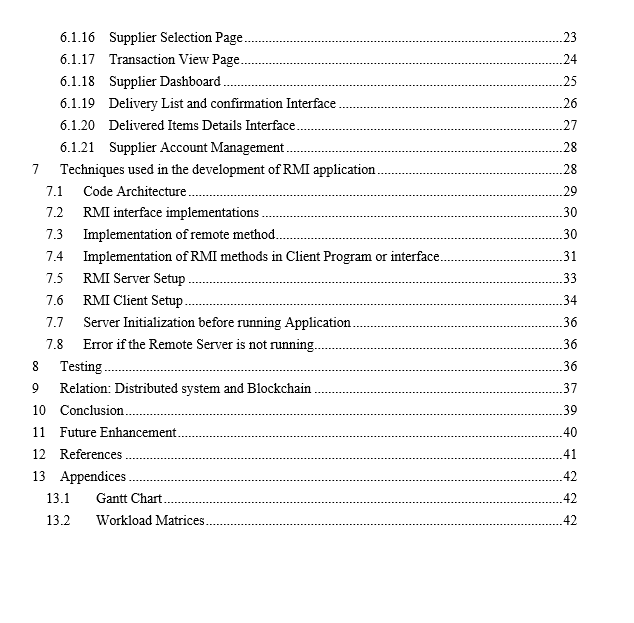 6.1.16 Supplier Selection Page 23
6.1.17 Transaction View Page 24
6.1.18 Supplier Dashboard 25
6.1.19 Delivery List and confirmation Interface 26
6.1.20 Delivered Items Details Interface 27
6.1.21 Supplier Account Management 28
7 Techniques used in the development of RMI application 28
7.1 Code Architecture 29
7.2 RMI interface implementations 30
7.3 Implementation of remote method 30
7.4 Implementation of RMI methods in Client Program or interface 31
7.5 RMI Server Setup 33
7.6 RMI Client Setup 34
7.7 Server Initialization before running Application 36
7.8 Error if the Remote Server is not running 36
8 Testing 36
9 Relation: Distributed system and Blockchain 37
10 Conclusion 39
11 Future Enhancement 40
12 References 41
13 Appendices 42
13.1 Gantt Chart 42
13.2 Workload Matrices 42